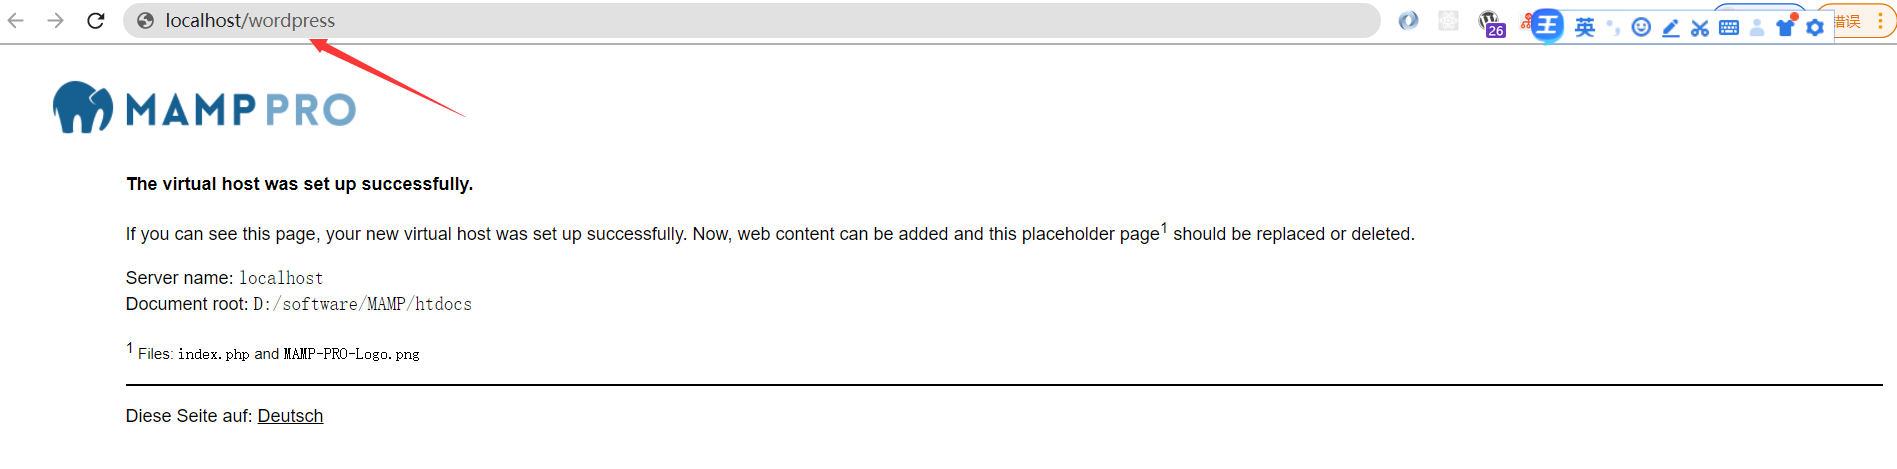 localhost/wordpress
26
王
英
错误
MAMP PRO
The virtual host was set up successfully.
If you can see this page, your new virtual host was set up successfully. Now, web content can be added and this placeholder page1 should be replaced or deleted.
Server name: localhost
Document root: D:/software/MAMP/htdocs
1 Files: index.php and MAMP-PRO-Logo.png
Diese Seite auf: Deutsch